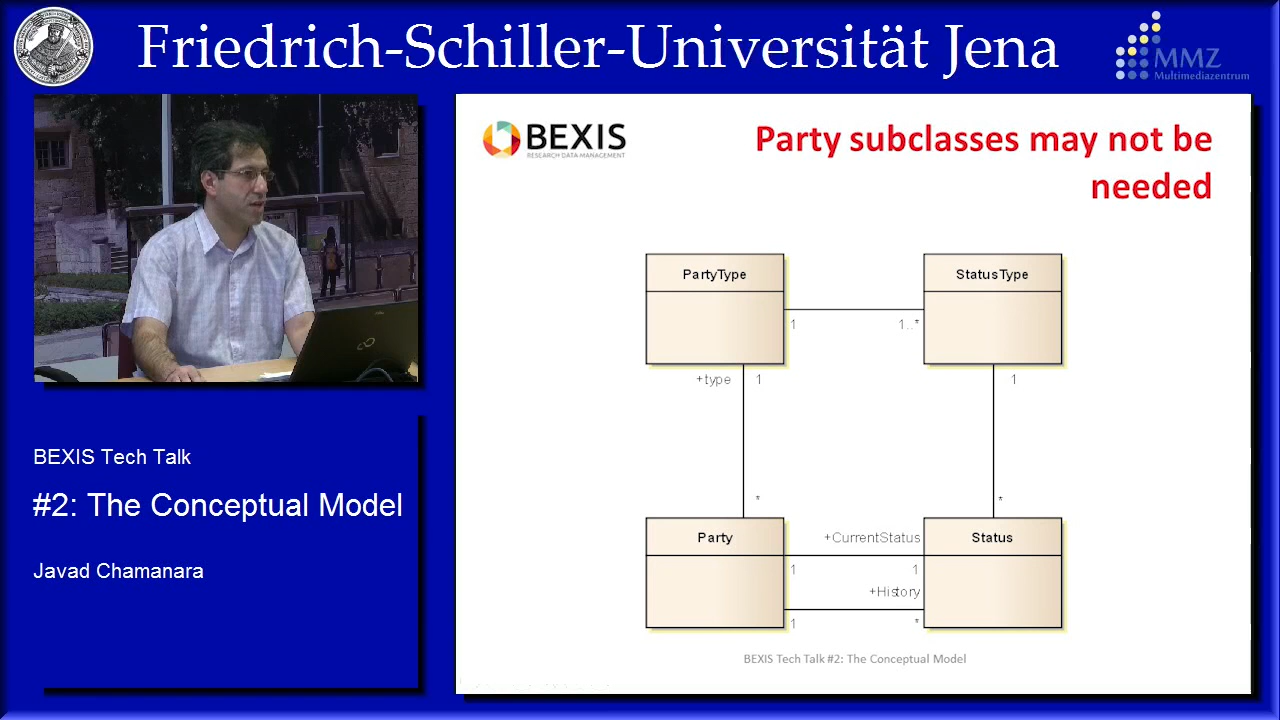 Friedrich-Schiller-Universität Jena
MMZ
Multimediazentrum
BEXIS
RESEARCH DATA MANAGEMENT
Party subclasses may not be
needed
PartyType
StatusType
1
1..*
+type
1
1
*
*
Party
+CurrentStatus
Status
1
1
+History
1
*
BEXIS Tech Talk #2: The Conceptual Model
BEXIS Tech Talk
#2: The Conceptual Model
Javad Chamanara